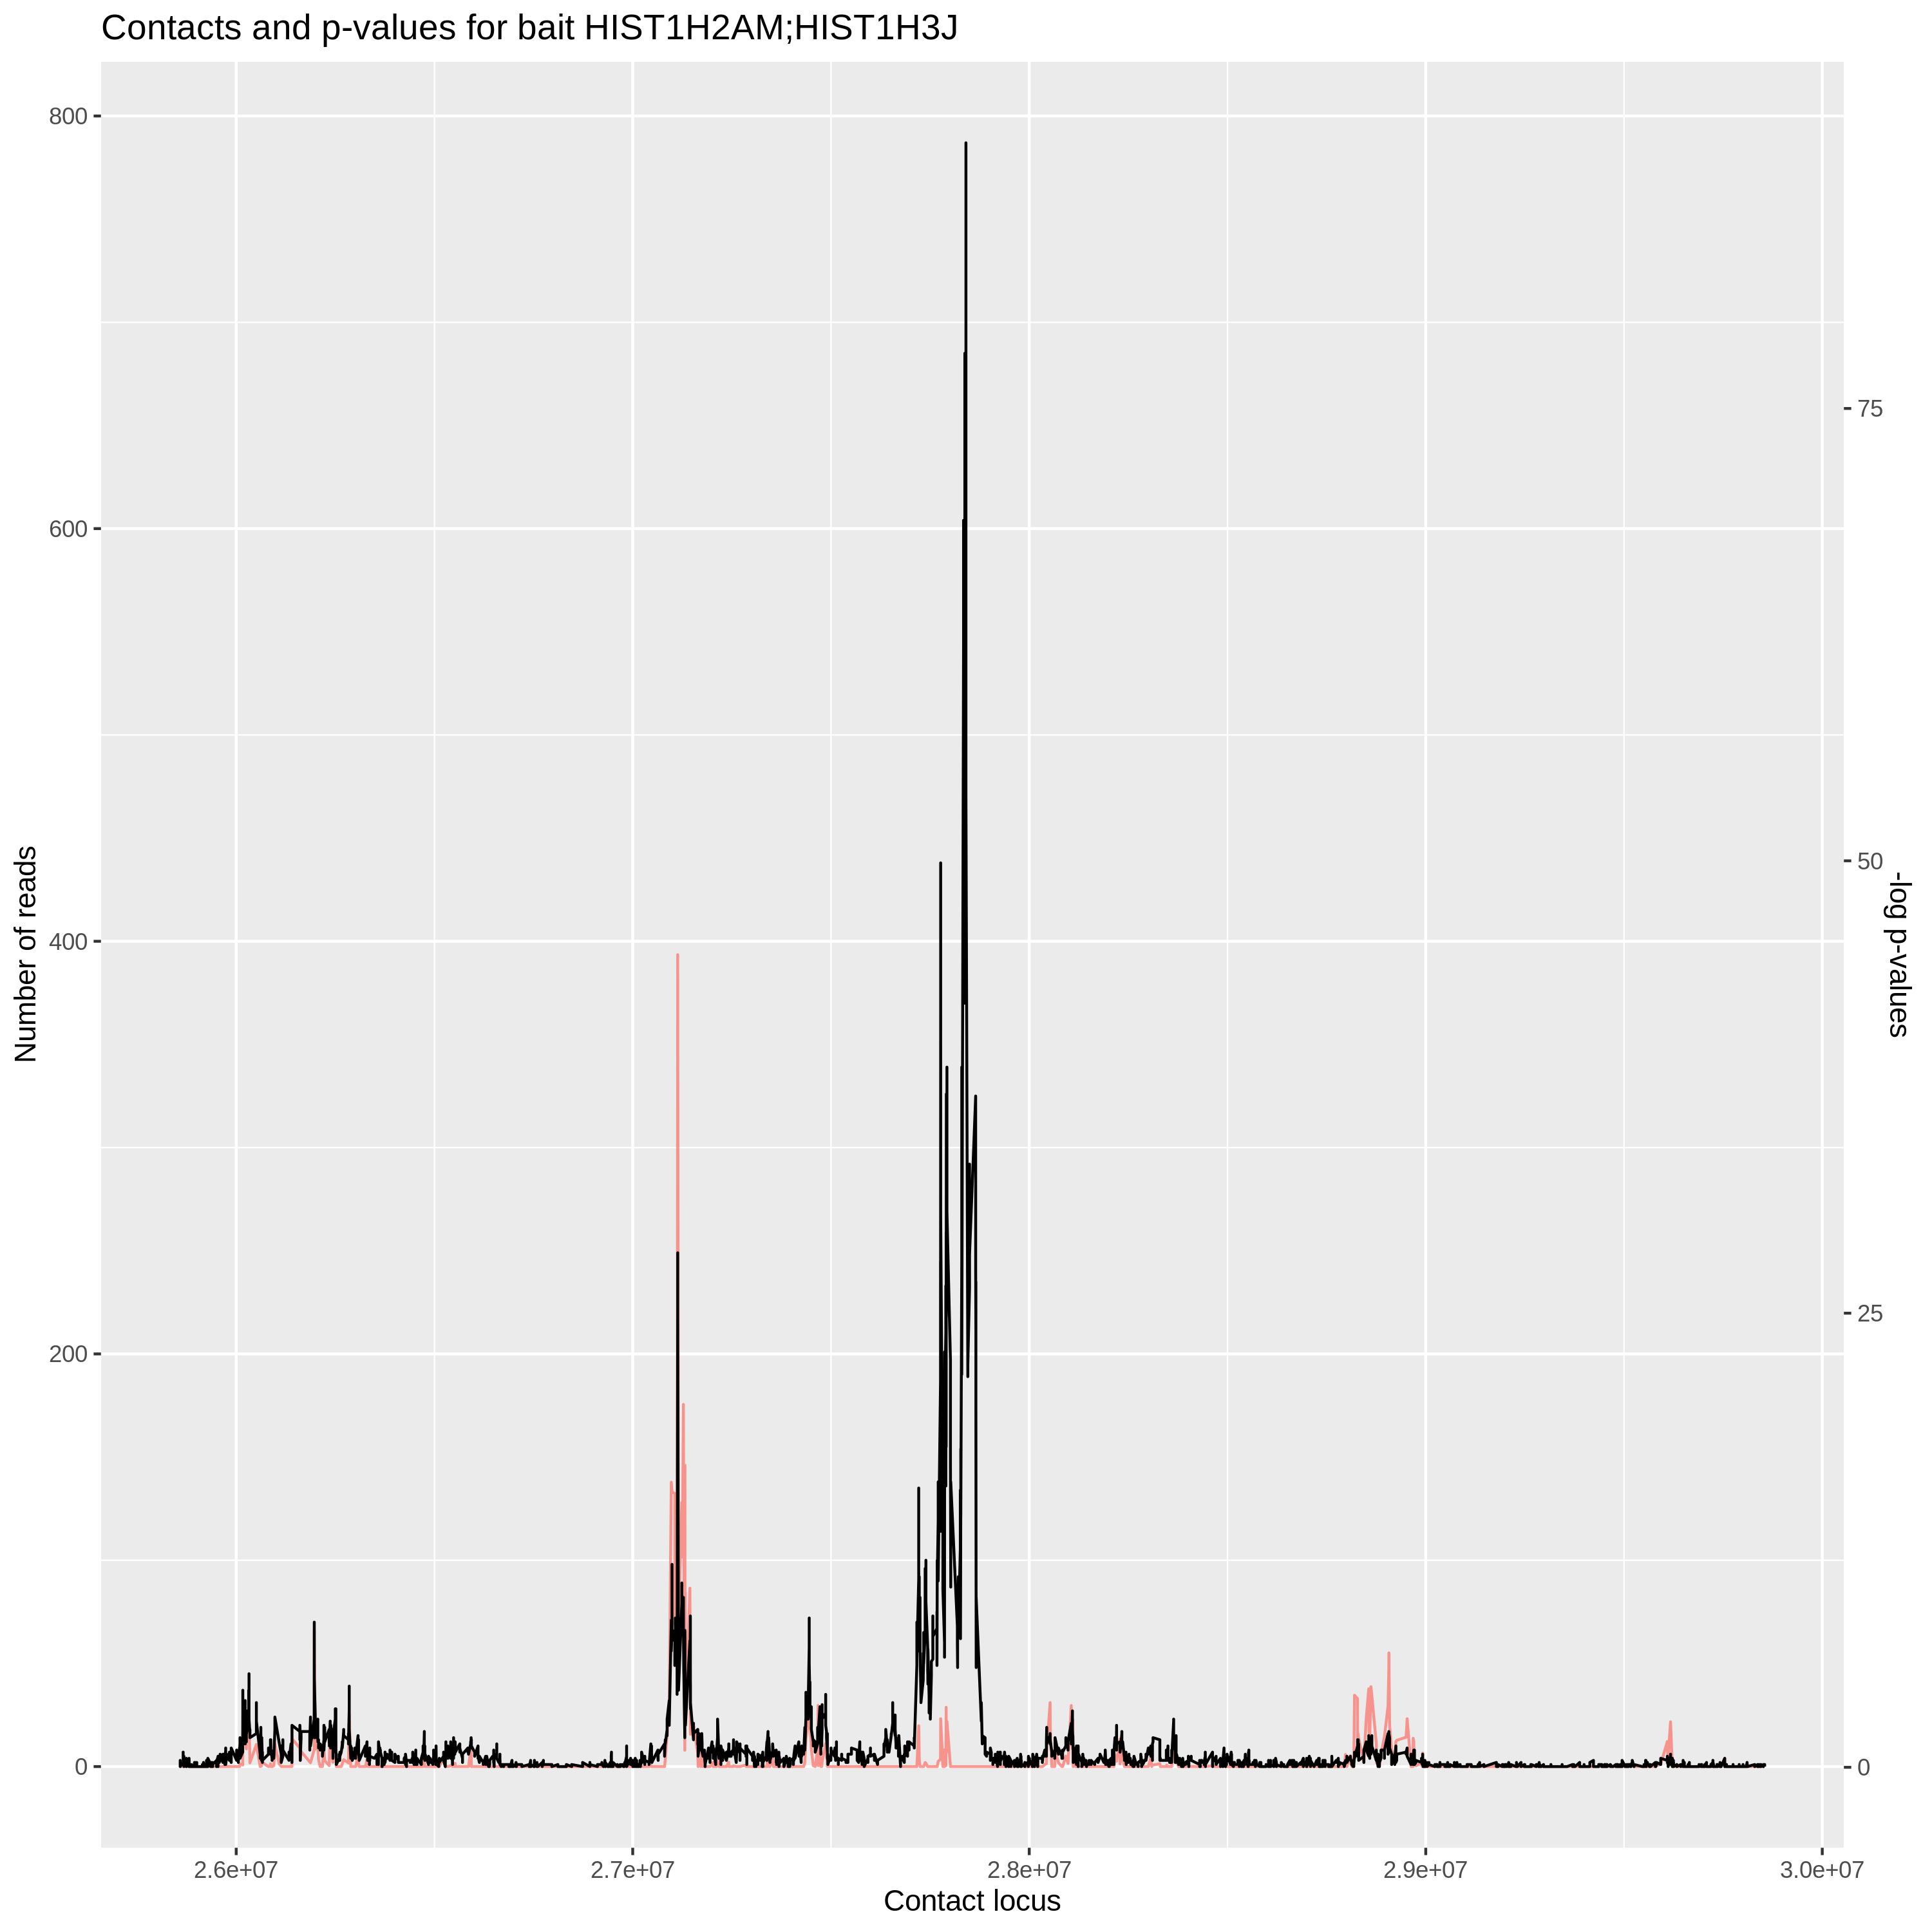 Contacts and p-values for bait HIST1H2AM;HIST1H3J
800
600
400
200
0
Number of reads
75
50
25
0
-log p-values
2.6e+07 2.7e+07 2.8e+07 2.9e+07 3.0e+07
Contact locus